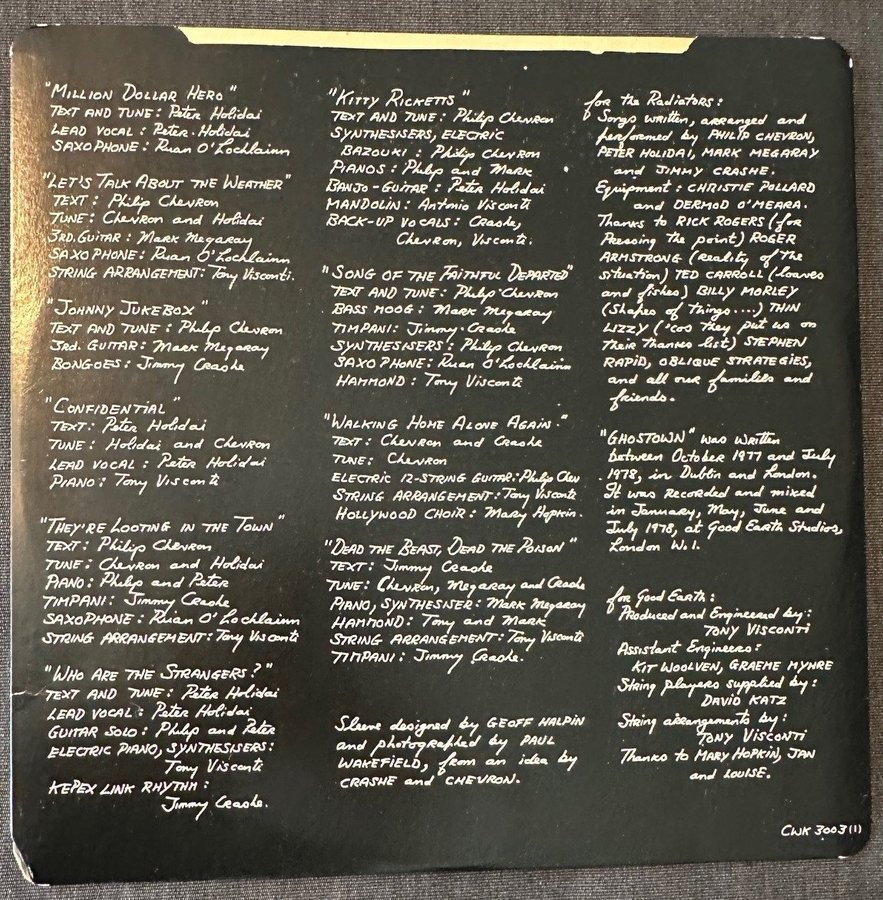 "MILLION DOLLAR HERO"
TEXT AND TUNE: Peter Holidai
LEAD VOCAL: Peter Holidai
SAXOPHONE: Ruan O'Lochlainn
"LET'S TALK ABOUT THE WEATHER"
TEXT: Philip Chevron
TUNE: Chevron and Holidai
3RD. GUITAR: Mark Megaray
SAXOPHONE: Ruan O'Lochlainn
STRING ARRANGEMENT: Tony Visconti.
"JOHNNY JUKEBOX"
TEXT AND TUNE: Philip Chevron
3rd. GUITAR: Mark Megaray
BONGOES: Jimmy Crashe
"CONFIDENTIAL"
TEXT: Peter Holidai
TUNE: Holidai and Chevron
LEAD VOCAL: Peter Holidai
PIANO: Tony Visconti
"THEY'RE LOOTING IN THE TOWN"
TEXT: Philip Chevron
TUNE: Chevron and Holidai
PIANO: Philip and Peter
TIMPANI: Jimmy Crashe
SAXOPHONE: Ruan O'Lochlainn
STRING ARRANGEMENT: Tony Visconti
"WHO ARE THE STRANGERS?"
TEXT AND TUNE: Peter Holidai
LEAD VOCAL: Peter Holidai
GUITAR SOLO: Philip and Peter
ELECTRIC PIANO, SYNTHESISERS:
Tony Visconti
KEPEX LINK RHYTHM:
Jimmy Crashe.
"KITTY RICKETTS"
TEXT AND TUNE: Philip Chevron
SYNTHESISERS, ELECTRIC
BAZOUKI: Philip Chevron
PIANOS: Philip and Mark
BANJO-GUITAR: Peter Holidai
MANDOLIN: Antonio Visconti
BACK-UP VOCALS: Crashe,
Chevron, Visconti.
"SONG OF THE FAITHFUL DEPARTED"
TEXT AND TUNE: Philip Chevron
BASS MOOG: Mark Megaray
TIMPANI: Jimmy Crashe
SYNTHESISERS: Philip Chevron
SAXOPHONE: Ruan O'Lochlainn
HAMMOND: Tony Visconti
"WALKING HOME ALONE AGAIN."
TEXT: Chevron and Crashe
TUNE: Chevron
ELECTRIC 12-STRING GUITAR: Philip Chev
STRING ARRANGEMENT: Tony Visconti
HOLLYWOOD CHOIR: Mary Hopkin.
"DEAD THE BEAST, DEAD THE POISON"
TEXT: Jimmy Crashe
TUNE: Chevron, Megaray and Crashe
PIANO, SYNTHESISER: Mark Megaray
HAMMOND: Tony and Mark
STRING ARRANGEMENT: Tony Visconti
TIMPANI: Jimmy Crashe.
Sleeve designed by GEOFF HALPIN
and photographed by PAUL
WAKEFIELD, from an idea by
CRASHE and CHEVRON.
for the Radiators:
Songs written, arranged and
performed by PHILIP CHEVRON,
PETER HOLIDAI, MARK MEGARAY
and JIMMY CRASHE.
Equipment: CHRISTIE POLLARD
and DERMOD O'MEARA.
Thanks to RICK ROGERS (for
Pressing the point) ROGER
ARMSTRONG (reality of the
situation) TED CARROLL (loaves
and fishes) BILLY MORLEY
(Shapes of things....) THIN
LIZZY ('cos they put us on
their thanks list) STEPHEN
RAPID, OBLIQUE STRATEGIES,
and all our families and
friends.
"GHOSTOWN" was written
between October 1977 and July
1978, in Dublin and London.
It was recorded and mixed
in January, May, June and
July 1978, at Good Earth Studios,
London W.1.
for Good Earth:
Produced and Engineered by:
TONY VISCONTI
Assistant Engineers:
KIT WOOLVEN, GRAEME MYHRE
String players supplied by:
DAVID KATZ
String arrangements by:
TONY VISCONTI
Thanks to MARY HOPKIN, JAN
and LOUISE.
CWK 3003 (1)